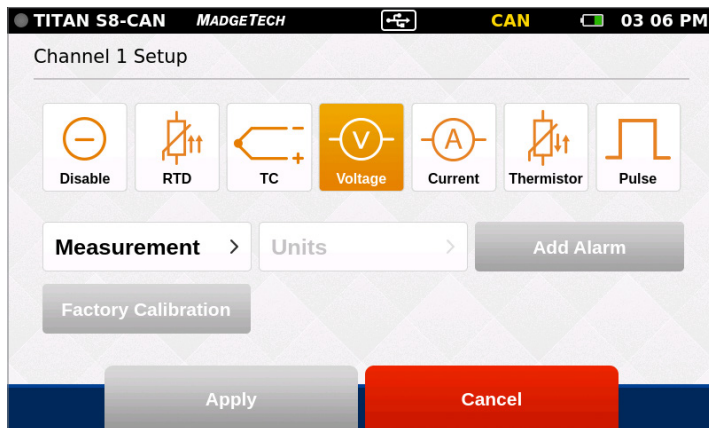 TITAN S8-CAN MADGETECH CAN 03 06 PM
Channel 1 Setup
V A
Disable RTD TC Voltage Current Thermistor Pulse
Measurement > Units > Add Alarm
Factory Calibration
Apply Cancel